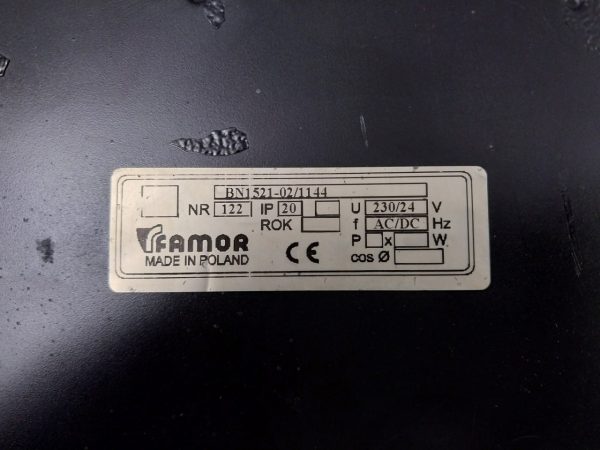 BN1521-02/1144
NR 122 IP 20 U 230/24 V
ROK f AC/DC Hz
FAMOR P x W
MADE IN POLAND CE cos Ø